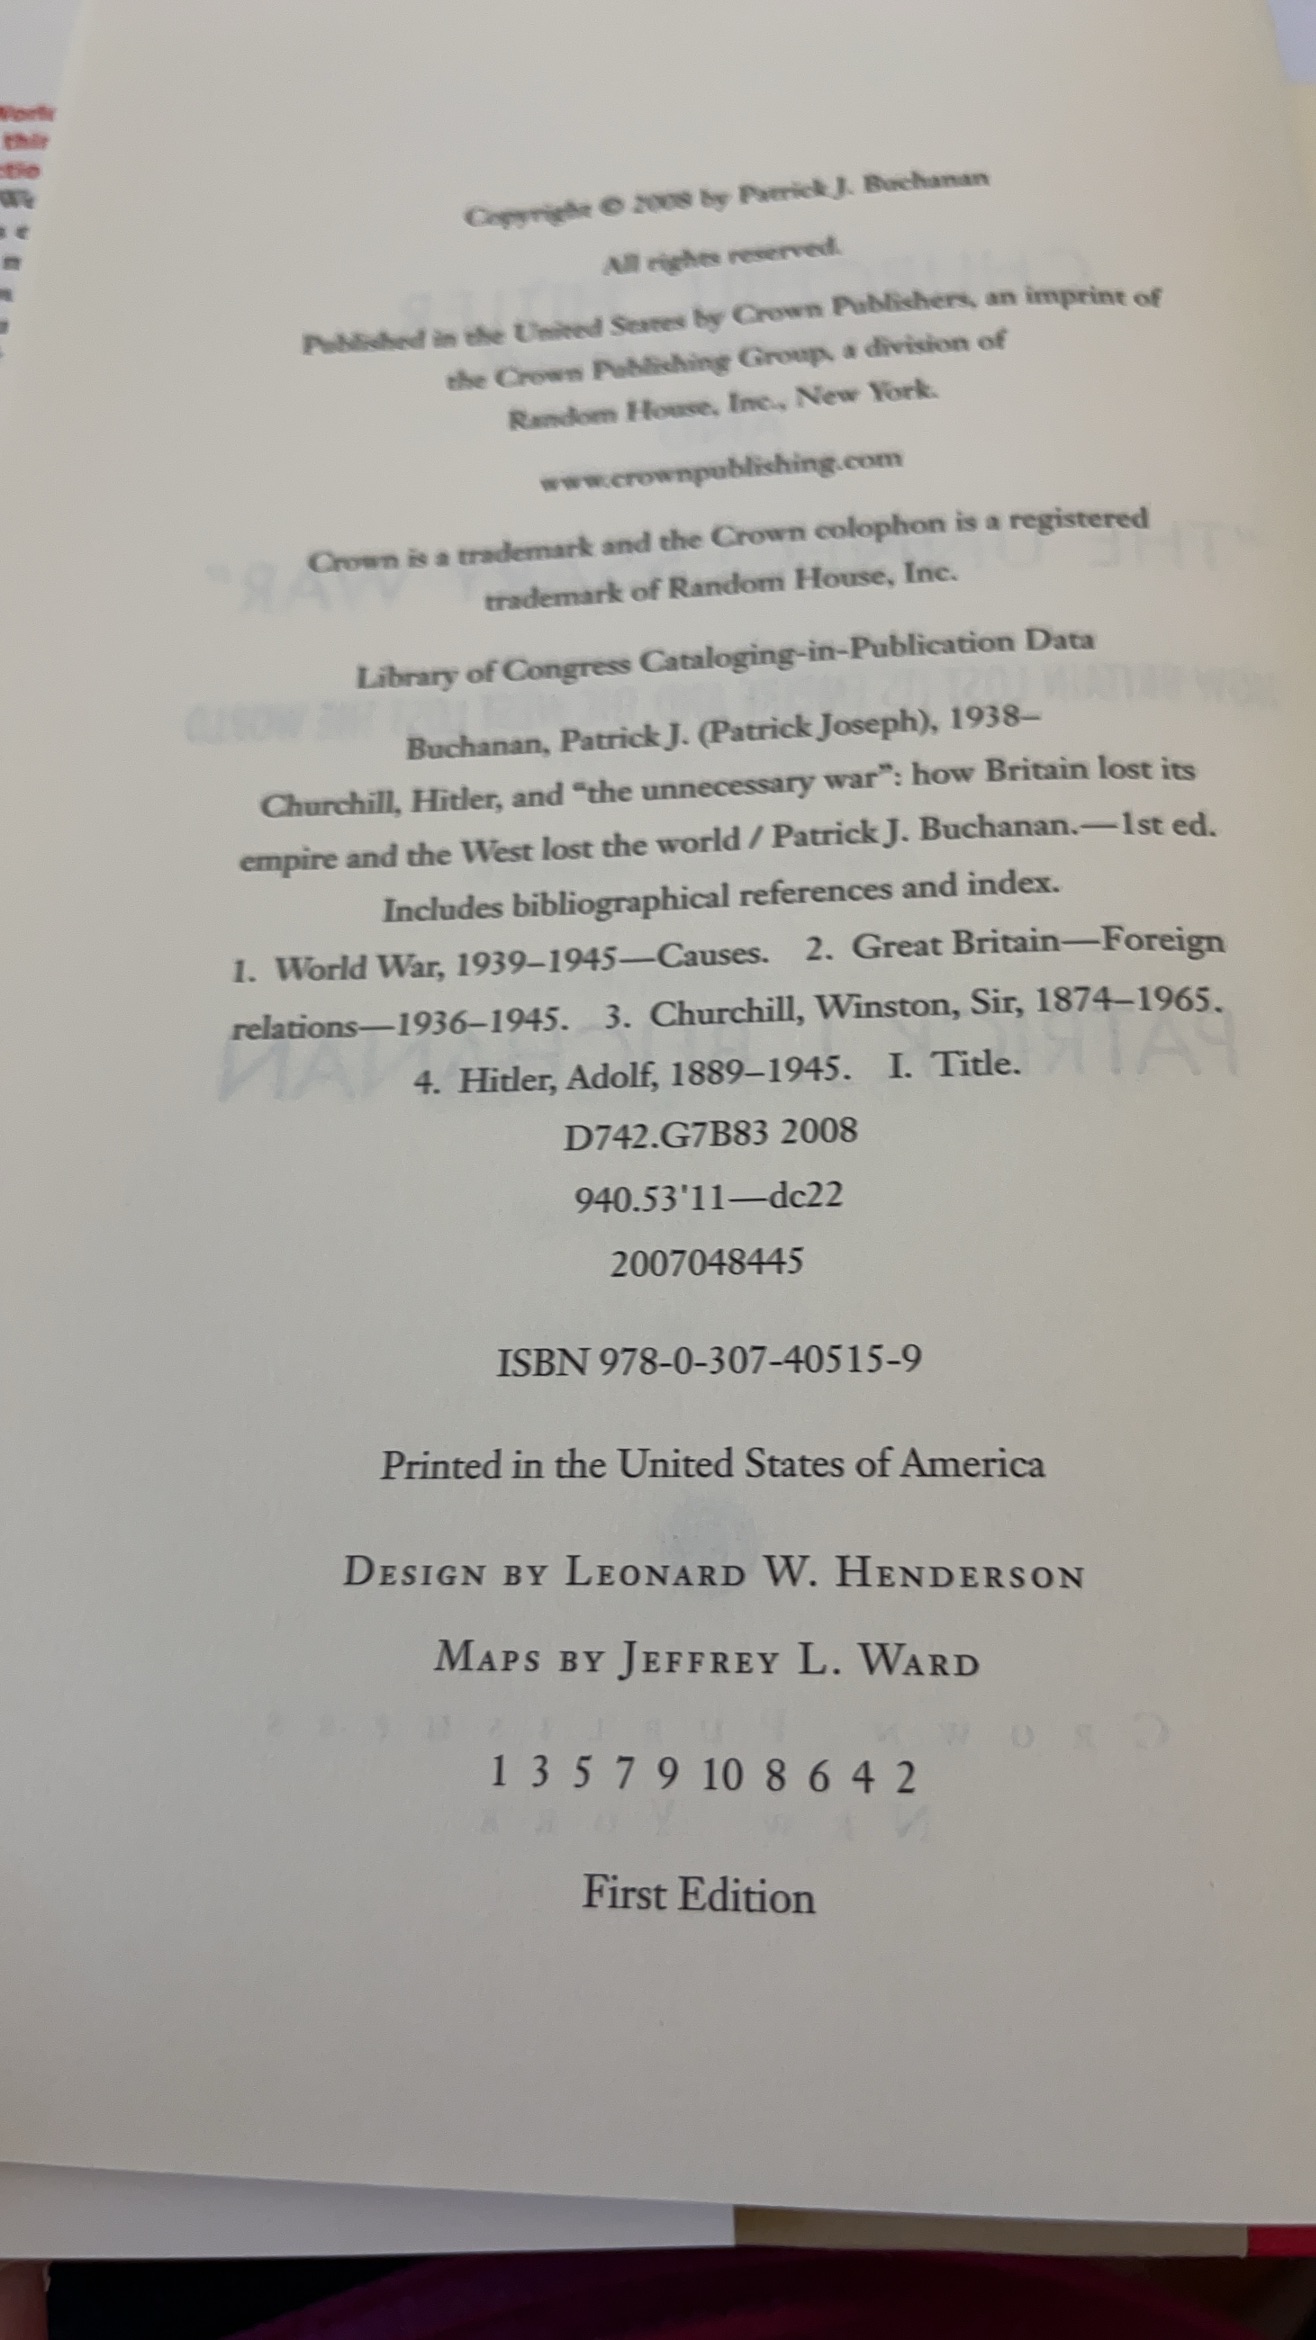 Copyright © 2008 by Patrick J. Buchanan
All rights reserved.
Published in the United States by Crown Publishers, an imprint of
the Crown Publishing Group, a division of
Random House, Inc., New York.
www.crownpublishing.com
Crown is a trademark and the Crown colophon is a registered
trademark of Random House, Inc.
Library of Congress Cataloging-in-Publication Data
Buchanan, Patrick J. (Patrick Joseph), 1938–
Churchill, Hitler, and “the unnecessary war”: how Britain lost its
empire and the West lost the world / Patrick J. Buchanan.—1st ed.
Includes bibliographical references and index.
1. World War, 1939–1945—Causes. 2. Great Britain—Foreign
relations—1936–1945. 3. Churchill, Winston, Sir, 1874–1965.
4. Hitler, Adolf, 1889–1945. I. Title.
D742.G7B83 2008
940.53'11—dc22
2007048445
ISBN 978-0-307-40515-9
Printed in the United States of America
DESIGN BY LEONARD W. HENDERSON
MAPS BY JEFFREY L. WARD
1 3 5 7 9 10 8 6 4 2
First Edition